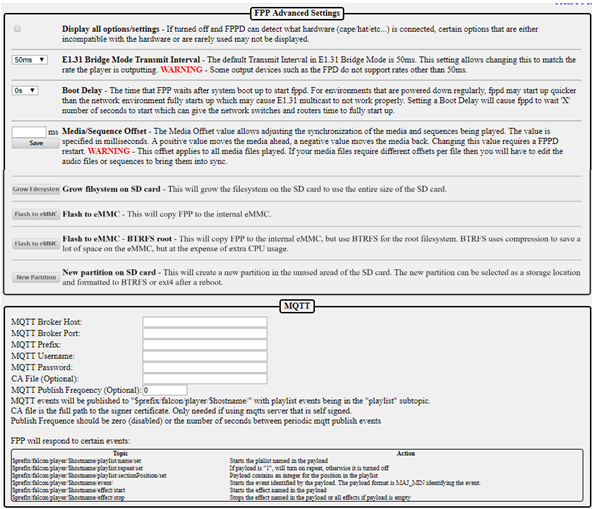 FPP Advanced Settings
Display all options/settings - If turned off and FPPD can detect what hardware (cape/hat/etc...) is connected, certain options that are either
incompatible with the hardware or are rarely used may not be displayed.
50ms E1.31 Bridge Mode Transmit Interval - The default Transmit Interval in E1.31 Bridge Mode is 50ms. This setting allows changing this to match the
rate the player is outputting. WARNING - Some output devices such as the FPD do not support rates other than 50ms.
0s Boot Delay - The time that FPP waits after system boot up to start fppd. For environments that are powered down regularly, fppd may start up quicker
than the network environment fully starts up which may cause E1.31 multicast to not work properly. Setting a Boot Delay will cause fppd to wait 'X'
number of seconds to start which can give the network switches and routers time to fully start up.
ms Media/Sequence Offset - The Media Offset value allows adjusting the synchronization of the media and sequences being played. The value is
Save specified in milliseconds. A positive value moves the media ahead, a negative value moves the media back. Changing this value requires a FPPD
restart. WARNING - This offset applies to all media files played. If your media files require different offsets per file then you will have to edit the
audio files or sequences to bring them into sync.
Grow Filesystem Grow filsystem on SD card - This will grow the filesystem on the SD card to use the entire size of the SD card.
Flash to eMMC Flash to eMMC - This will copy FPP to the internal eMMC.
Flash to eMMC Flash to eMMC - BTRFS root - This will copy FPP to the internal eMMC, but use BTRFS for the root filesystem. BTRFS uses compression to save a
lot of space on the eMMC, but at the expense of extra CPU usage.
New Partition New partition on SD card - This will create a new partition in the unused aread of the SD card. The new partition can be selected as a storage location
and formatted to BTRFS or ext4 after a reboot.
MQTT
MQTT Broker Host:
MQTT Broker Port:
MQTT Prefix:
MQTT Username:
MQTT Password:
CA File (Optional):
MQTT Publish Frequency (Optional): 0
MQTT events will be published to "$prefix/falcon/player/$hostname/" with playlist events being in the "playlist" subtopic.
CA file is the full path to the signer certificate. Only needed if using mqtts server that is self signed.
Publish Frequency should be zero (disabled) or the number of seconds between periodic mqtt publish events
FPP will respond to certain events:
Topic Action
$prefix/falcon/player/$hostname/playlist/name/set Starts the plalist named in the payload
$prefix/falcon/player/$hostname/playlist/repeat/set If payload is "1", will turn on repeat, otherwise it is turned off
$prefix/falcon/player/$hostname/playlist/sectionPosition/set Payload contains an integer for the position in the playlist
$prefix/falcon/player/$hostname/event/ Starts the event identified by the payload. The payload format is MAJ_MIN identifying the event.
$prefix/falcon/player/$hostname/effect/start Starts the effect named in the payload
$prefix/falcon/player/$hostname/effect/stop Stops the effect named in the payload or all effects if payload is empty